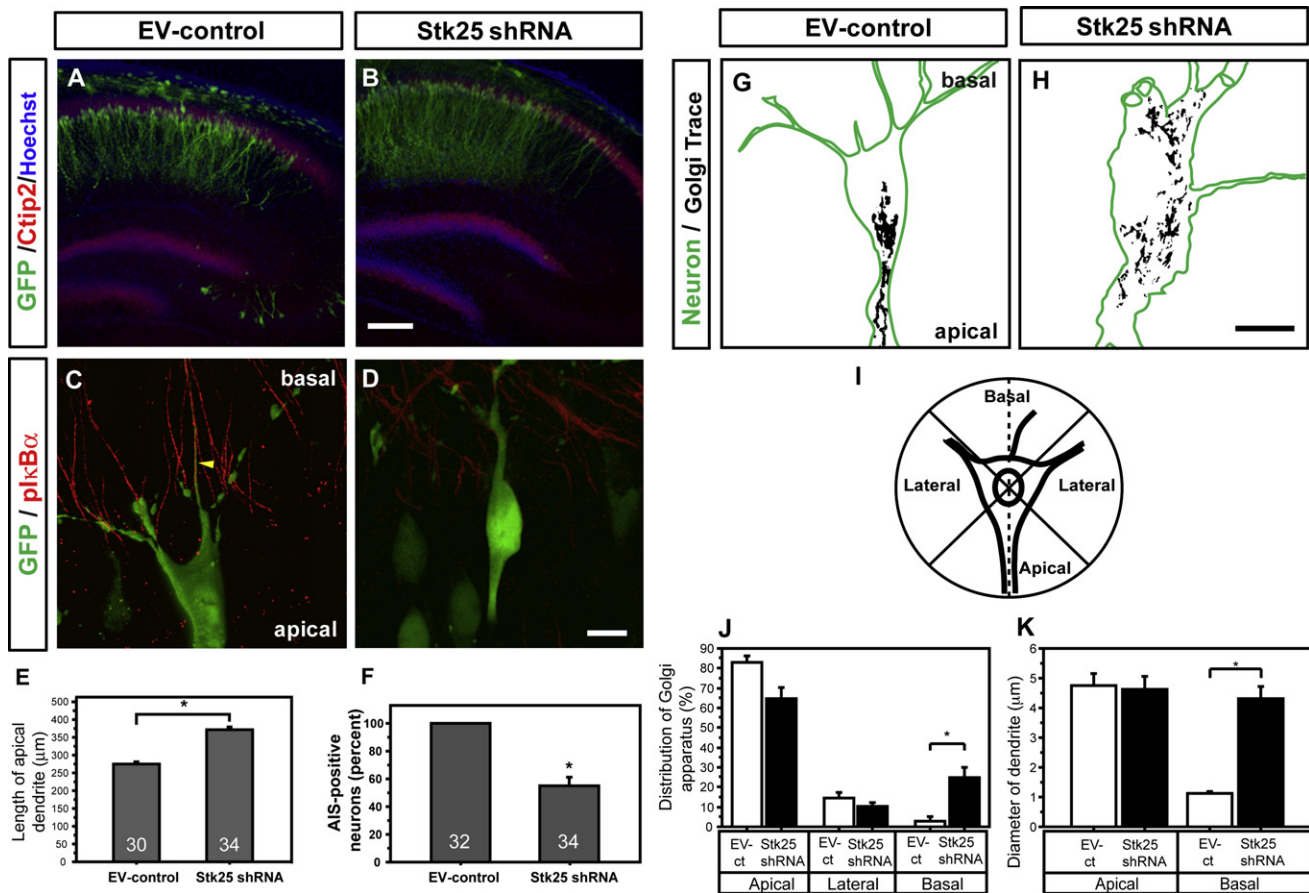 EV-control
Stk25 shRNA
GFP /Ctip2/Hoechst
A
B
GFP / pIκBα
C
basal
apical
D
E
Length of apical
dendrite (μm)
400
350
300
250
200
150
100
50
0
*
30
34
EV-control
Stk25 shRNA
F
AIS-positive
neurons (percent)
100
80
60
40
20
0
*
32
34
EV-control
Stk25 shRNA
EV-control
Stk25 shRNA
Neuron / Golgi Trace
G
basal
apical
H
I
Basal
Lateral
Lateral
Apical
J
Distribution of Golgi
apparatus (%)
90
80
70
60
50
40
30
20
10
0
*
EV-
ct
Stk25
shRNA
EV-
ct
Stk25
shRNA
EV-
ct
Stk25
shRNA
Apical
Lateral
Basal
K
Diameter of dendrite (μm)
6
5
4
3
2
1
0
*
EV-
ct
Stk25
shRNA
EV-
ct
Stk25
shRNA
Apical
Basal